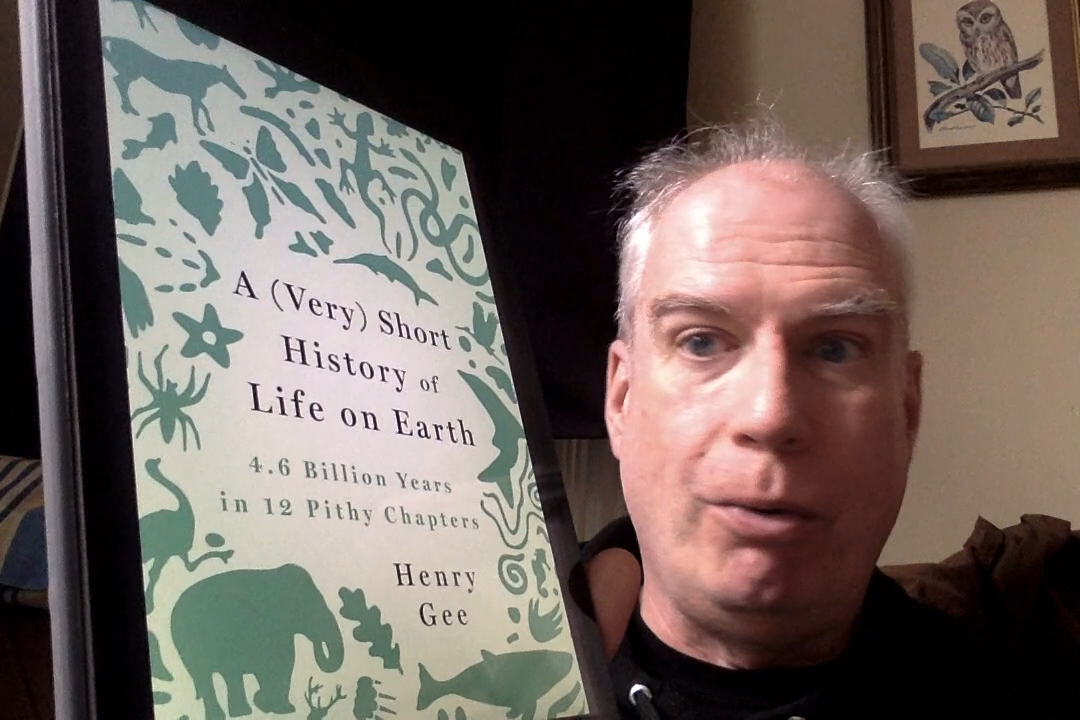 A (Very) Short
History of
Life on Earth
4.6 Billion Years
in 12 Pithy Chapters
Henry
Gee